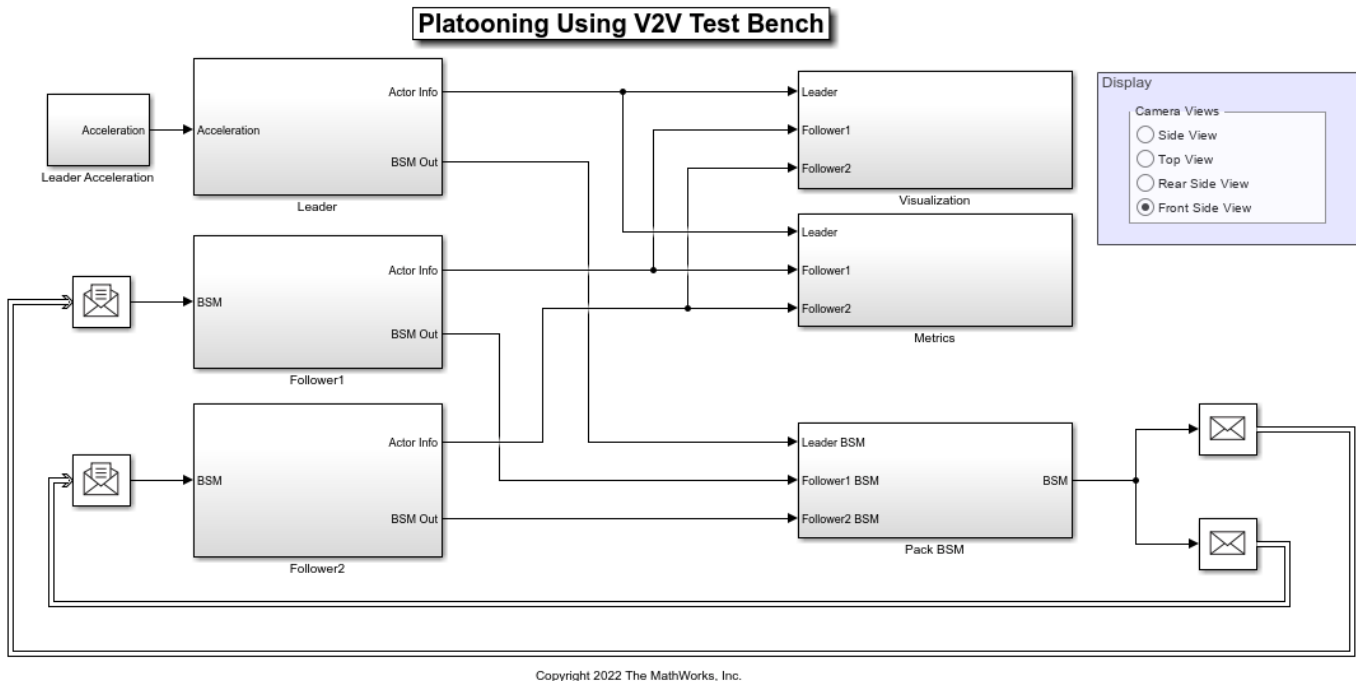 Platooning Using V2V Test Bench
Acceleration
Leader Acceleration
Acceleration
Actor Info
BSM Out
Leader
Leader
Follower1
Follower2
Visualization
Display
Camera Views
Side View
Top View
Rear Side View
Front Side View
BSM
Actor Info
BSM Out
Follower1
Leader
Follower1
Follower2
Metrics
BSM
Actor Info
BSM Out
Follower2
Leader BSM
Follower1 BSM
Follower2 BSM
BSM
Pack BSM
Copyright 2022 The MathWorks, Inc.